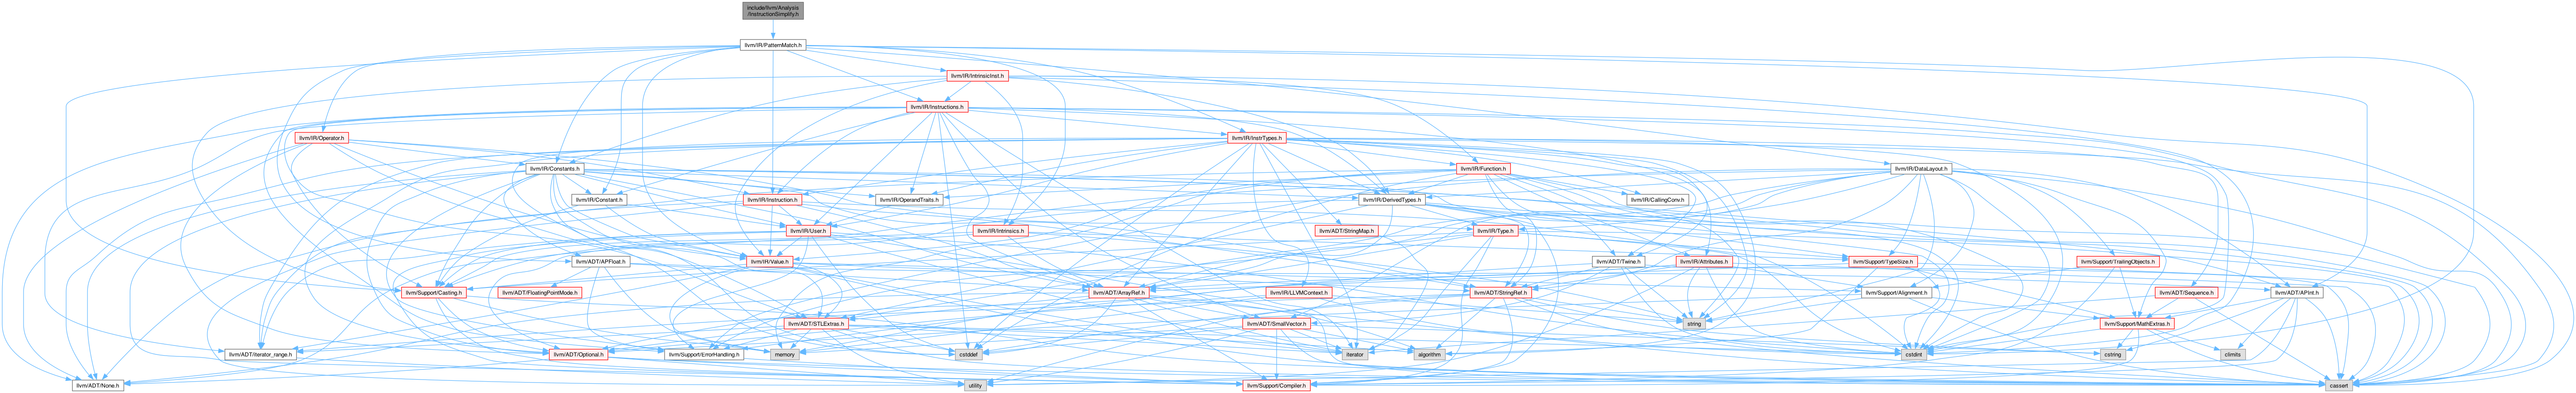 include/llvm/Analysis
/InstructionSimplify.h
llvm/IR/PatternMatch.h
llvm/IR/IntrinsicInst.h
llvm/IR/Instructions.h
llvm/IR/Operator.h
llvm/IR/InstrTypes.h
llvm/IR/Constants.h
llvm/IR/Function.h
llvm/IR/DataLayout.h
llvm/IR/Constant.h
llvm/IR/Instruction.h
llvm/IR/OperandTraits.h
llvm/IR/DerivedTypes.h
llvm/IR/CallingConv.h
llvm/IR/User.h
llvm/IR/Intrinsics.h
llvm/ADT/StringMap.h
llvm/IR/Type.h
llvm/ADT/APFloat.h
llvm/IR/Value.h
llvm/ADT/Twine.h
llvm/IR/Attributes.h
llvm/Support/TypeSize.h
llvm/Support/TrailingObjects.h
llvm/Support/Casting.h
llvm/ADT/FloatingPointMode.h
llvm/ADT/ArrayRef.h
llvm/IR/LLVMContext.h
llvm/ADT/StringRef.h
llvm/Support/Alignment.h
llvm/ADT/Sequence.h
llvm/ADT/APInt.h
llvm/ADT/STLExtras.h
llvm/ADT/SmallVector.h
string
llvm/Support/MathExtras.h
llvm/ADT/iterator_range.h
llvm/ADT/Optional.h
llvm/Support/ErrorHandling.h
memory
cstddef
iterator
algorithm
cstdint
cstring
climits
llvm/ADT/None.h
utility
llvm/Support/Compiler.h
cassert